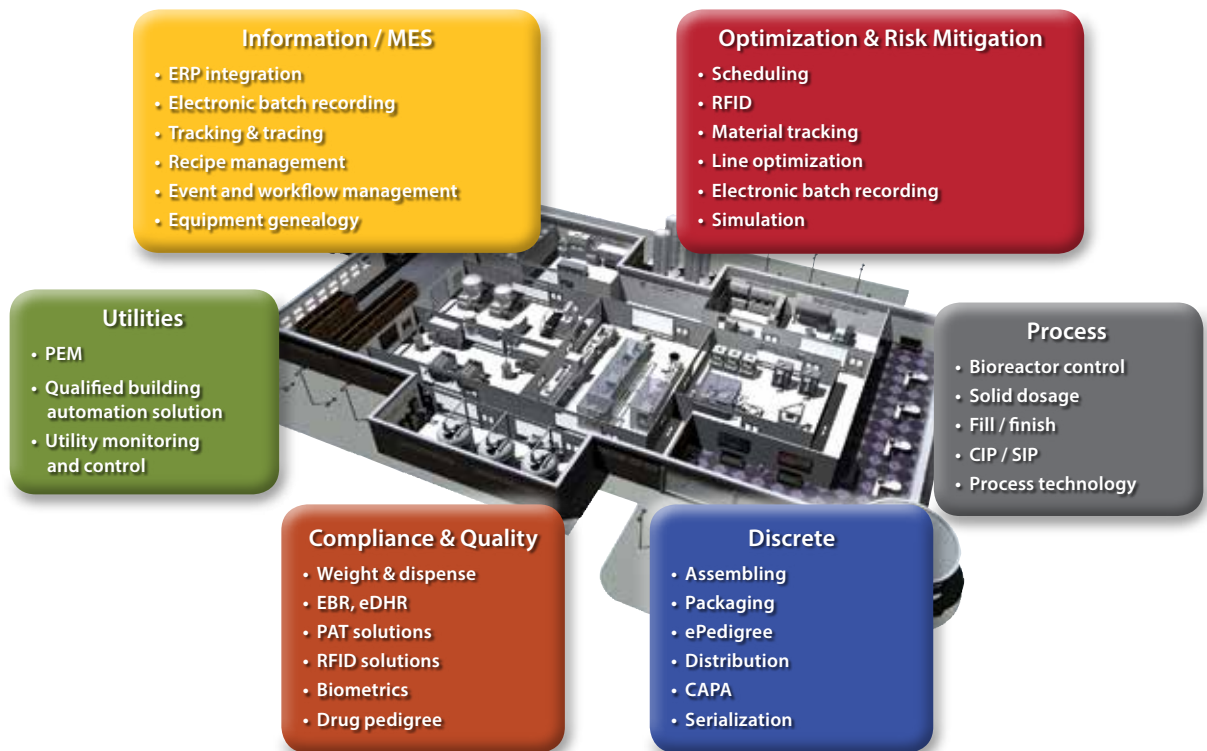 Information / MES
• ERP integration
• Electronic batch recording
• Tracking & tracing
• Recipe management
• Event and workflow management
• Equipment genealogy
Optimization & Risk Mitigation
• Scheduling
• RFID
• Material tracking
• Line optimization
• Electronic batch recording
• Simulation
Utilities
• PEM
• Qualified building
automation solution
• Utility monitoring
and control
Process
• Bioreactor control
• Solid dosage
• Fill / finish
• CIP / SIP
• Process technology
Compliance & Quality
• Weight & dispense
• EBR, eDHR
• PAT solutions
• RFID solutions
• Biometrics
• Drug pedigree
Discrete
• Assembling
• Packaging
• ePedigree
• Distribution
• CAPA
• Serialization